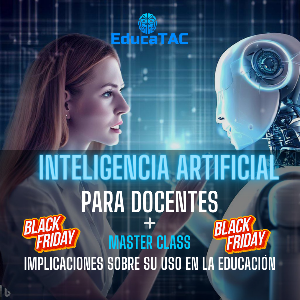 EducaTAC
INTELIGENCIA ARTIFICIAL
PARA DOCENTES
+
BLACK FRIDAY
MASTER CLASS
BLACK FRIDAY
IMPLICACIONES SOBRE SU USO EN LA EDUCACIÓN